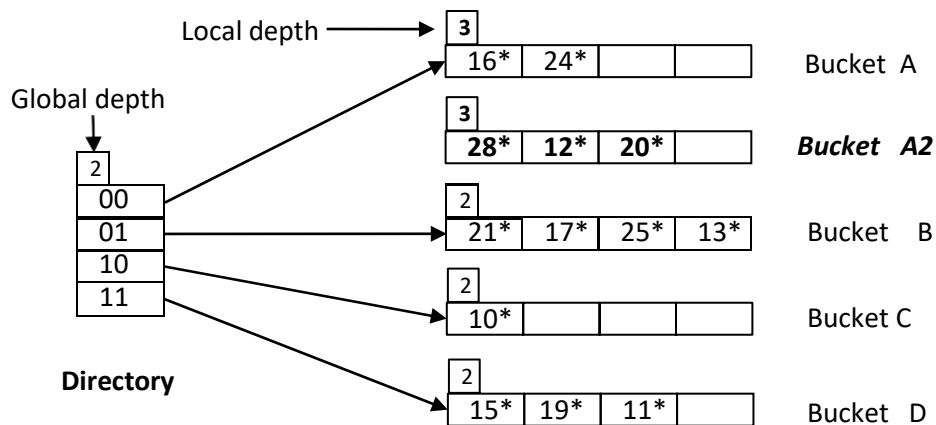 Local depth
3
16* 24* Bucket A
Global depth
3
28* 12* 20* Bucket A2
2
2
00
01 21* 17* 25* 13* Bucket B
10
2
11
10* Bucket C
Directory
2
15* 19* 11* Bucket D